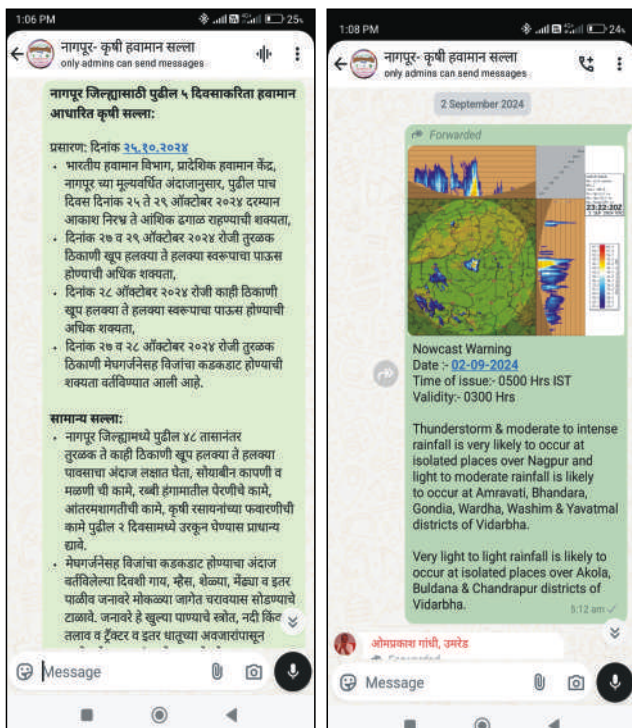 1:06 PM
25%
नागपूर- कृषी हवामान सल्ला
only admins can send messages
नागपूर जिल्ह्यासाठी पुढील ५ दिवसाकरिता हवामान
आधारित कृषी सल्ला:
प्रसारण: दिनांक २५.१०.२०२४
• भारतीय हवामान विभाग, प्रादेशिक हवामान केंद्र,
नागपूर च्या मूल्यवर्धित अंदाजानुसार, पुढील पाच
दिवस दिनांक २५ ते २९ ऑक्टोबर २०२४ दरम्यान
आकाश निरभ्र ते आंशिक ढगाळ राहण्याची शक्यता,
• दिनांक २७ व २९ ऑक्टोबर २०२४ रोजी तुरळक
ठिकाणी खूप हलक्या ते हलक्या स्वरूपाचा पाऊस
होण्याची अधिक शक्यता,
• दिनांक २८ ऑक्टोबर २०२४ रोजी काही ठिकाणी
खूप हलक्या ते हलक्या स्वरूपाचा पाऊस होण्याची
अधिक शक्यता,
• दिनांक २७ व २८ ऑक्टोबर २०२४ रोजी तुरळक
ठिकाणी मेघगर्जनेसह विजांचा कडकडाट होण्याची
शक्यता वर्तविण्यात आली आहे.
सामान्य सल्ला:
• नागपूर जिल्ह्यामध्ये पुढील ४८ तासानंतर
तुरळक ते काही ठिकाणी खूप हलक्या ते हलक्या
पावसाचा अंदाज लक्षात घेता, सोयाबीन कापणी व
मळणी ची कामे, रब्बी हंगामातील पेरणीचे कामे,
आंतरमशागतीची कामे, कृषी रसायनांच्या फवारणीची
कामे पुढील २ दिवसामध्ये उरकून घेण्यास प्राधान्य
द्यावे.
• मेघगर्जनेसह विजांचा कडकडाट होण्याचा अंदाज
वर्तविलेल्या दिवशी गाय, म्हैस, शेळ्या, मेंढ्या व इतर
पाळीव जनावरे मोकळ्या जागेत चरावयास सोडण्याचे
टाळावे. जनावरे हे खुल्या पाण्याचे स्त्रोत, नदी किंवा
तलाव व ट्रॅक्टर व इतर धातूच्या अवजारांपासून
Message
1:08 PM
24%
नागपूर- कृषी हवामान सल्ला
only admins can send messages
2 September 2024
Forwarded
Nowcast Warning
Date :- 02-09-2024
Time of issue:- 0500 Hrs IST
Validity:- 0300 Hrs
Thunderstorm & moderate to intense
rainfall is very likely to occur at
isolated places over Nagpur and
light to moderate rainfall is likely
to occur at Amravati, Bhandara,
Gondia, Wardha, Washim & Yavatmal
districts of Vidarbha.
Very light to light rainfall is likely to
occur at isolated places over Akola,
Buldana & Chandrapur districts of
Vidarbha.
5:12 am
ओमप्रकाश गांधी, उमरेड
Forwarded
Message